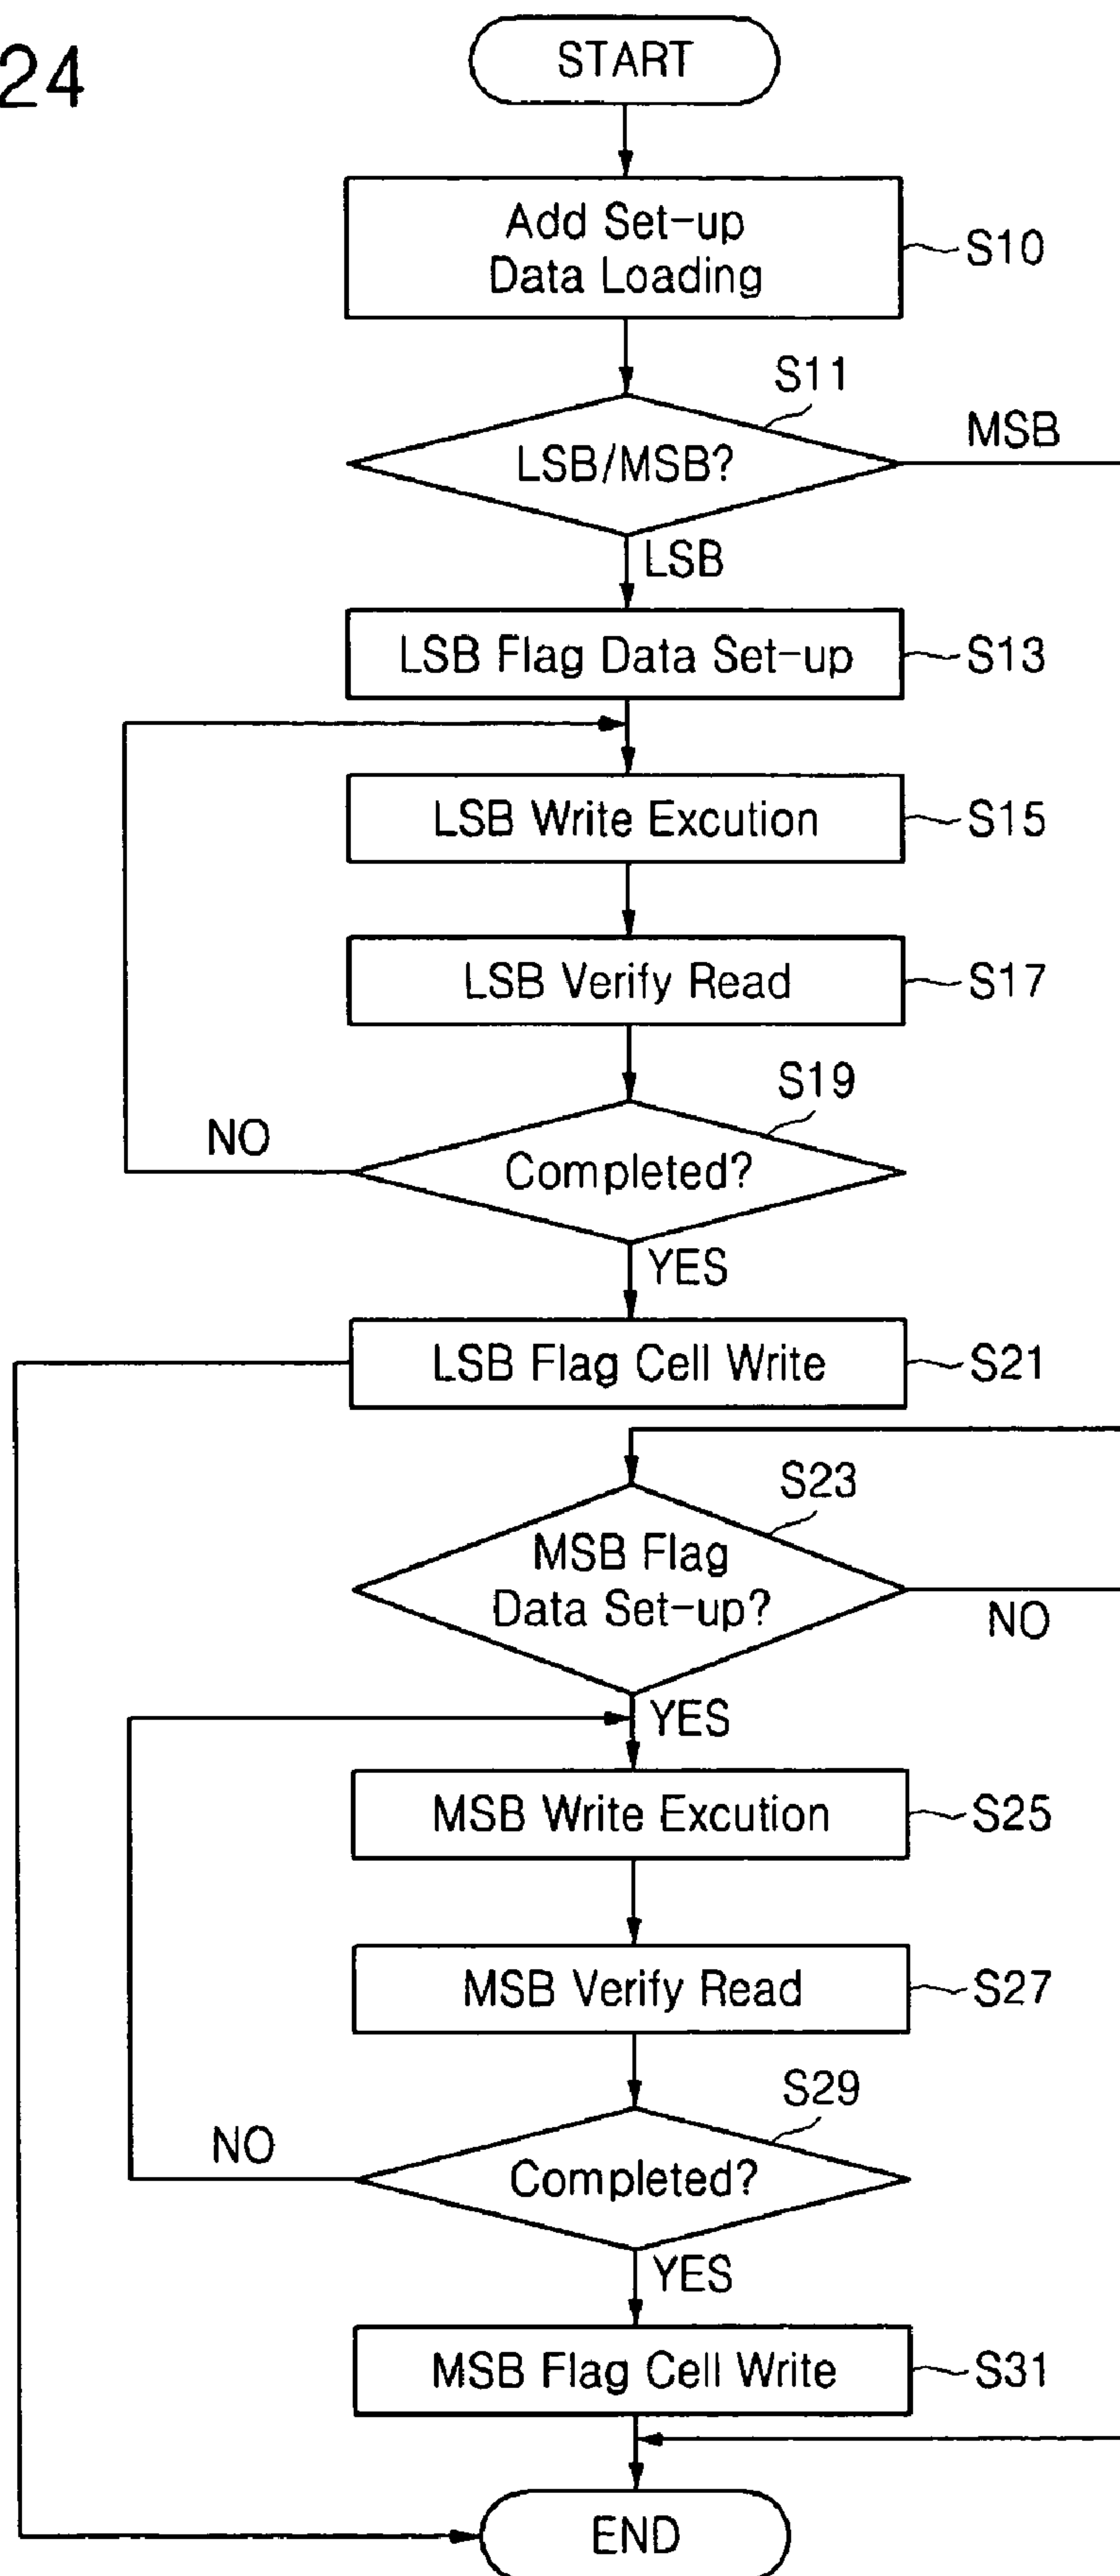 24
START
Add Set-up
Data Loading
S10
S11
LSB/MSB?
MSB
LSB
LSB Flag Data Set-up
S13
LSB Write Excution
S15
LSB Verify Read
S17
S19
NO
Completed?
YES
LSB Flag Cell Write
S21
S23
MSB Flag
Data Set-up?
NO
YES
MSB Write Excution
S25
MSB Verify Read
S27
S29
NO
Completed?
YES
MSB Flag Cell Write
S31
END